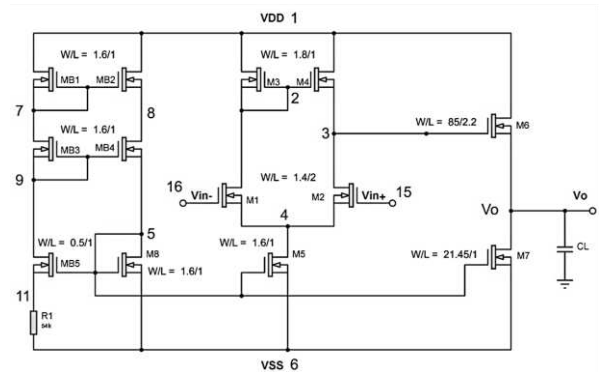 VDD 1
W/L = 1.6/1
W/L = 1.8/1
MB1
MB2
M3
M4
7
8
2
W/L = 1.6/1
W/L = 85/2.2
M6
3
MB3
MB4
9
16
Vin-
W/L = 1.4/2
Vin+
15
M1
M2
Vo
Vo
4
5
W/L = 0.5/1
M8
W/L = 1.6/1
CL
MB5
W/L = 1.6/1
M5
W/L = 21.45/1
M7
11
R1
64k
VSS 6